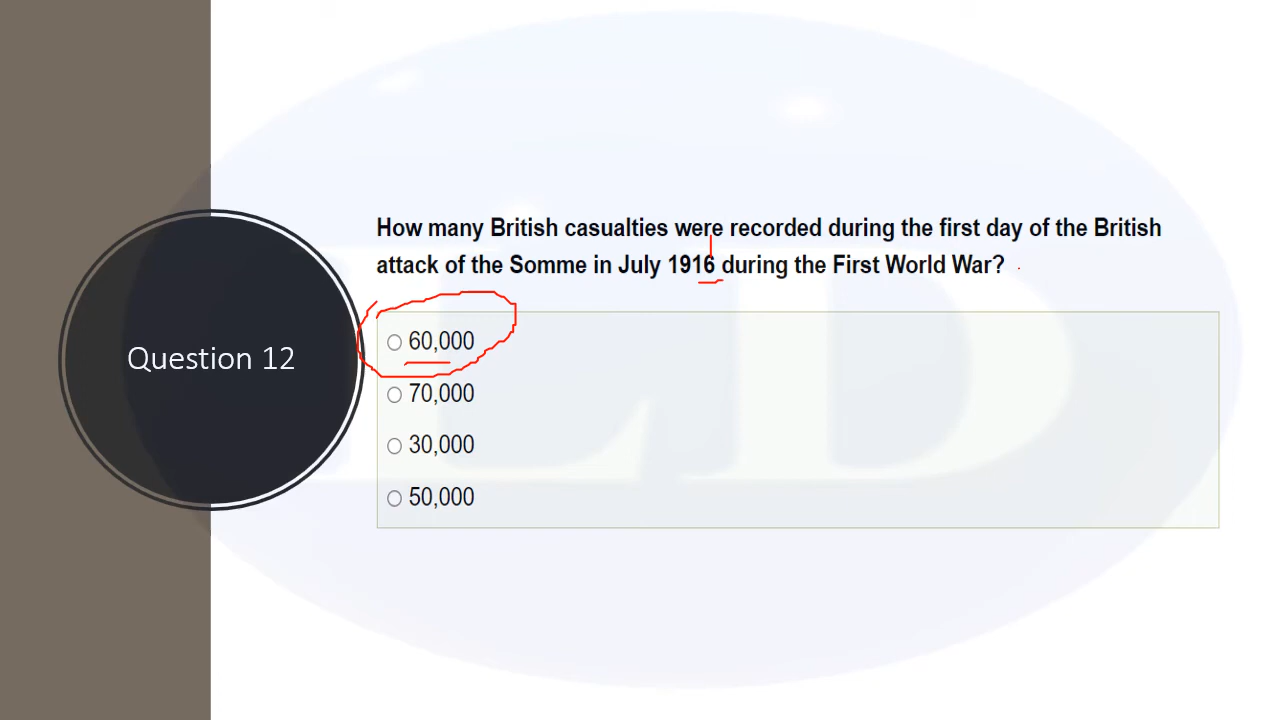 Question 12
How many British casualties were recorded during the first day of the British
attack of the Somme in July 1916 during the First World War?
60,000
70,000
30,000
50,000
LD